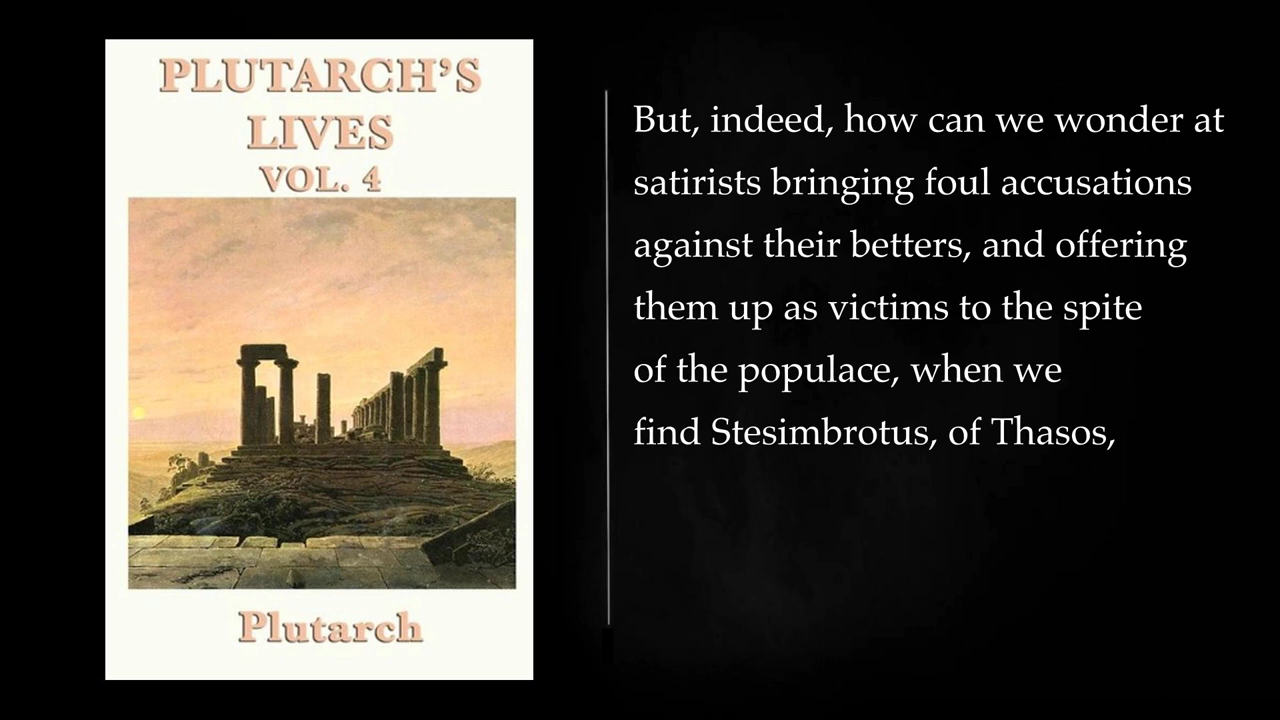 PLUTARCH'S
LIVES
VOL. 4
Plutarch
But, indeed, how can we wonder at
satirists bringing foul accusations
against their betters, and offering
them up as victims to the spite
of the populace, when we
find Stesimbrotus, of Thasos,